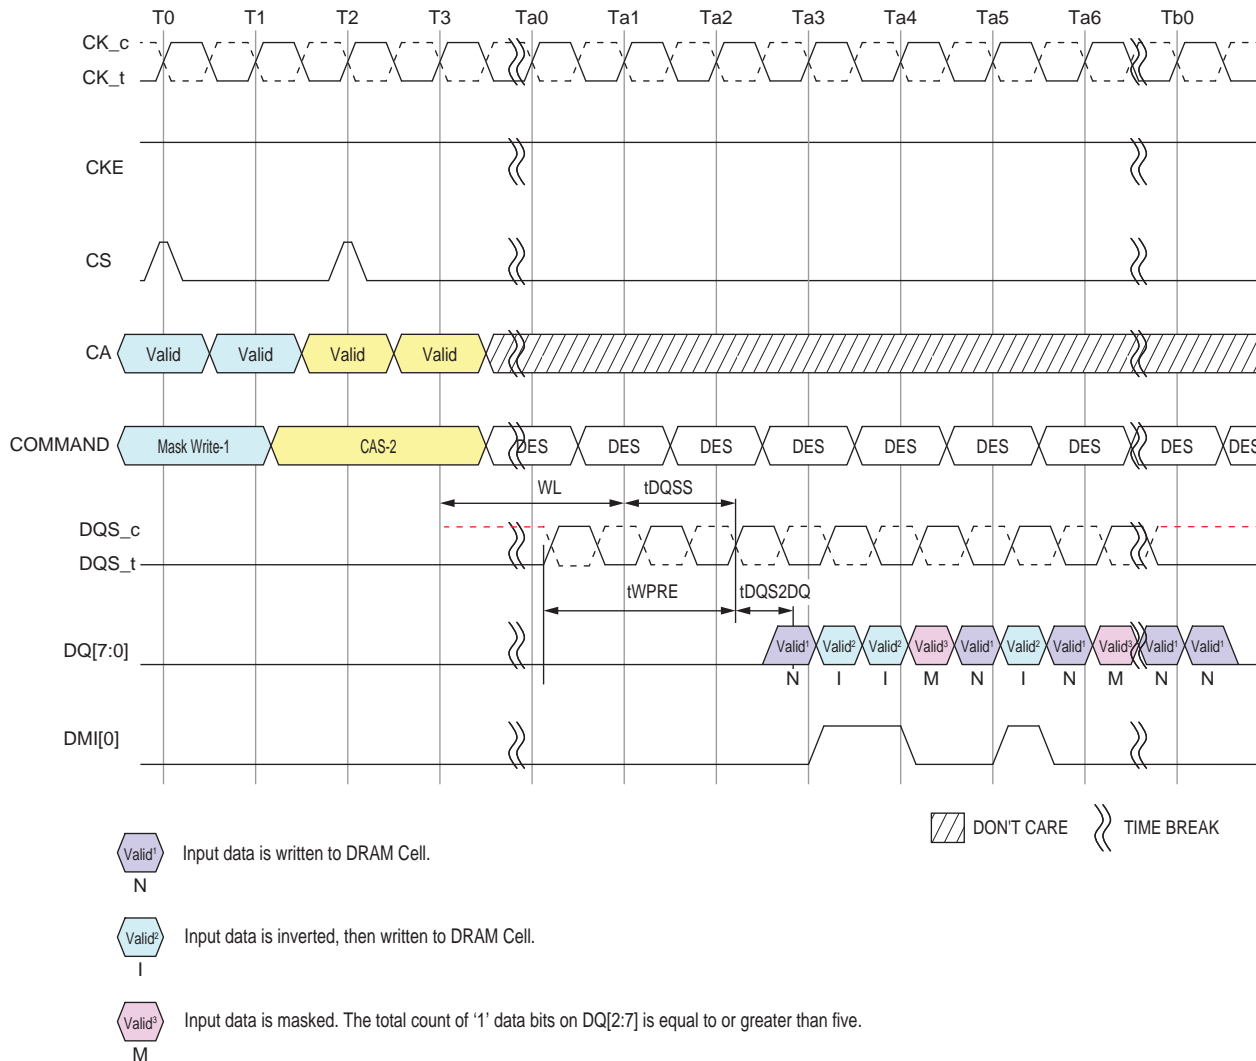 T0 T1 T2 T3 Ta0 Ta1 Ta2 Ta3 Ta4 Ta5 Ta6 Tb0
CK_c
CK_t
CKE
CS
CA Valid Valid Valid Valid
COMMAND Mask Write-1 CAS-2 DES DES DES DES DES DES DES DES DES
WL tDQSS
DQS_c
DQS_t
tWPRE tDQS2DQ
DQ[7:0] Valid¹ Valid² Valid² Valid³ Valid¹ Valid² Valid¹ Valid³ Valid¹ Valid¹
N I I M N I N M N N
DMI[0]
DON'T CARE TIME BREAK
Valid¹ Input data is written to DRAM Cell.
N
Valid² Input data is inverted, then written to DRAM Cell.
I
Valid³ Input data is masked. The total count of ‘1’ data bits on DQ[2:7] is equal to or greater than five.
M